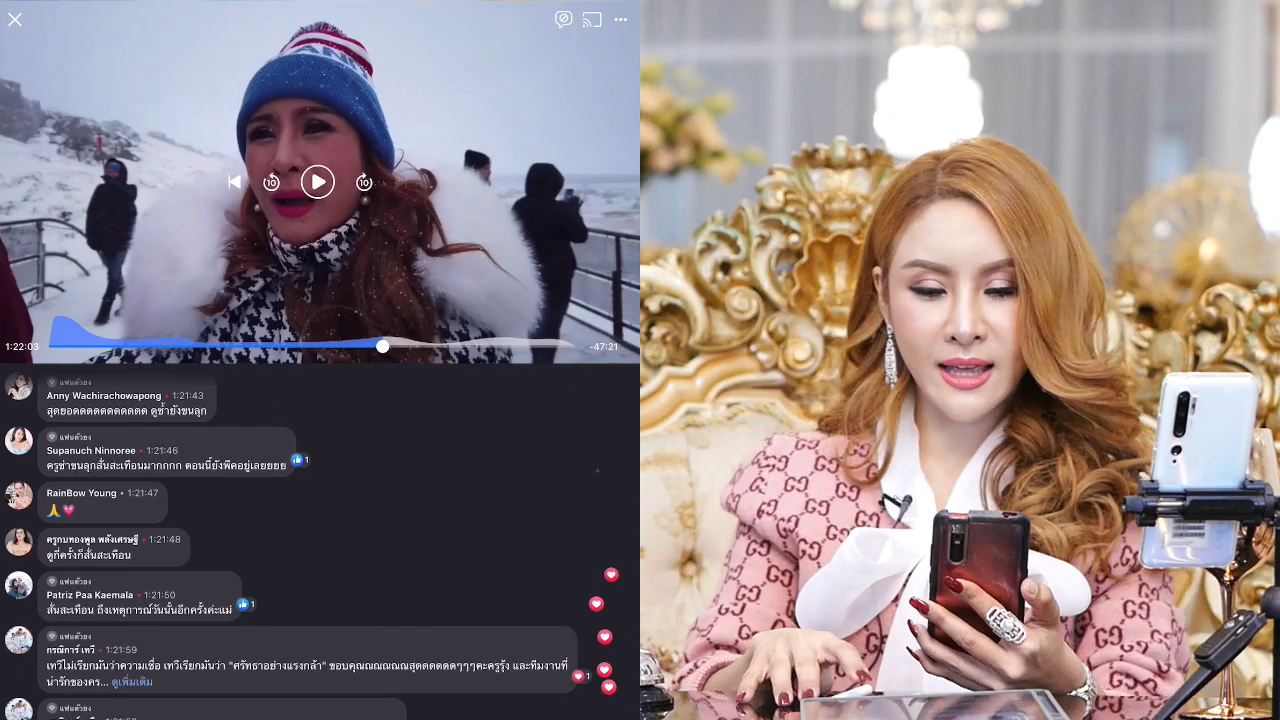 10
10
1:22:03
-47:21
แฟนตัวยง
Anny Wachirachowapong • 1:21:43
สุดยอดดดดดดดดดดดด ดูซ้ำยังขนลุก
แฟนตัวยง
Supanuch Ninnoree • 1:21:46
ครูขาขนลุกสั่นสะเทือนมากกกก ตอนนี้ยังพีคอยู่เลยยยย
1
RainBow Young • 1:21:47
🙏💗
ครูกบทองพูล พลังเศรษฐี • 1:21:48
ดูกี่ครั้งก็สั่นสะเทือน
แฟนตัวยง
Patriz Paa Kaemala • 1:21:50
สั่นสะเทือน ถึงเหตุการณ์วันนั้นอีกครั้งค่ะแม่
1
แฟนตัวยง
กรณิการ์ เทวี • 1:21:59
เทวีไม่เรียกมันว่าความเชื่อ เทวีเรียกมันว่า "ศรัทธาอย่างแรงกล้า" ขอบคุณณณณณณสุดดดดดดๆๆๆคะครูรุ้ง และทีมงานที่
น่ารักของคร... ดูเพิ่มเติม
1